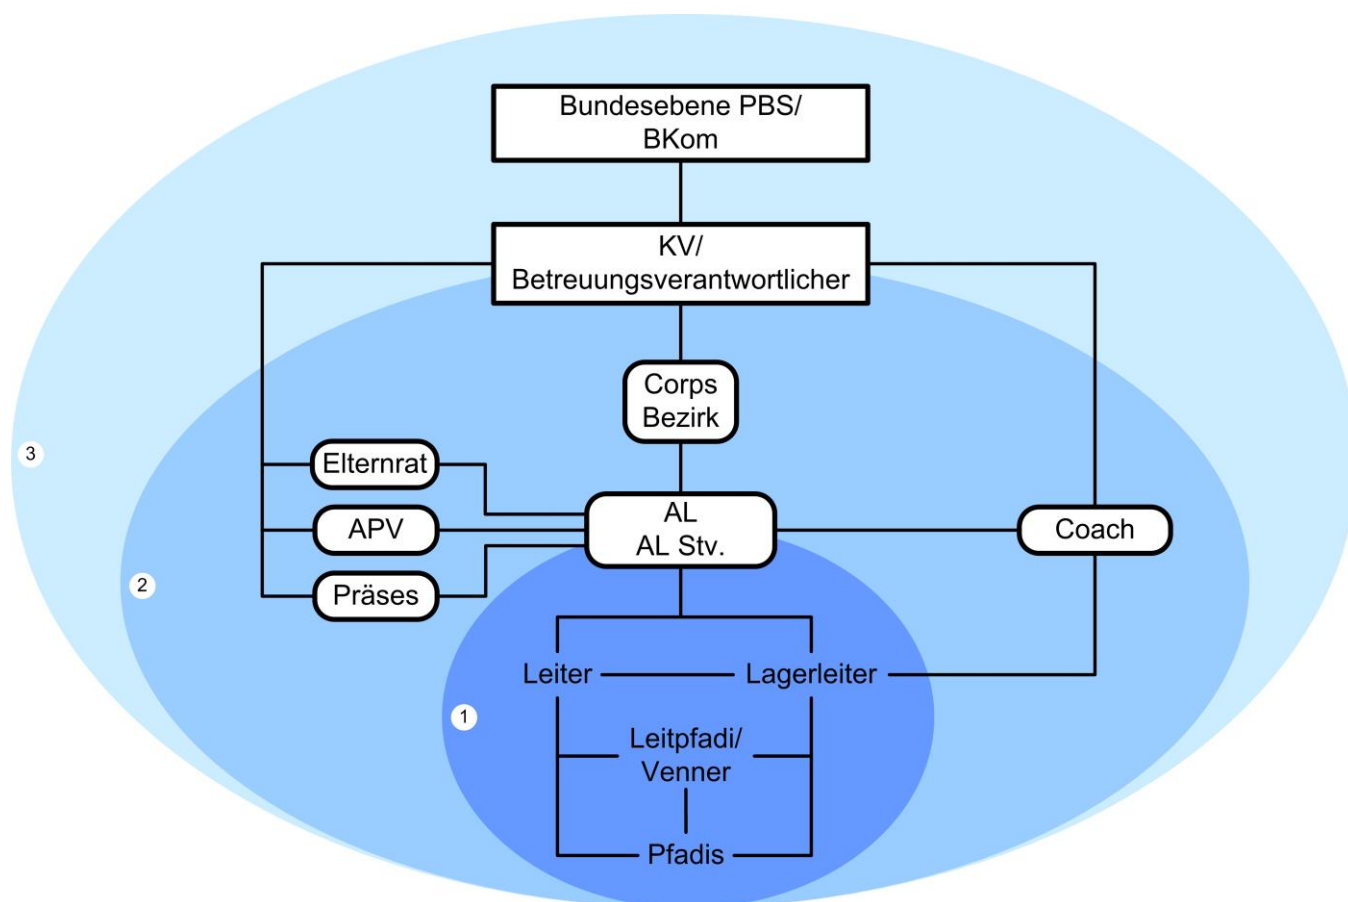 Bundesebene PBS/
BKom
KV/
Betreuungsverantwortlicher
Corps
Bezirk
3
Elternrat
AL
AL Stv.
APV
Coach
2
Präses
Leiter
Lagerleiter
1
Leitpfadi/
Venner
Pfadis